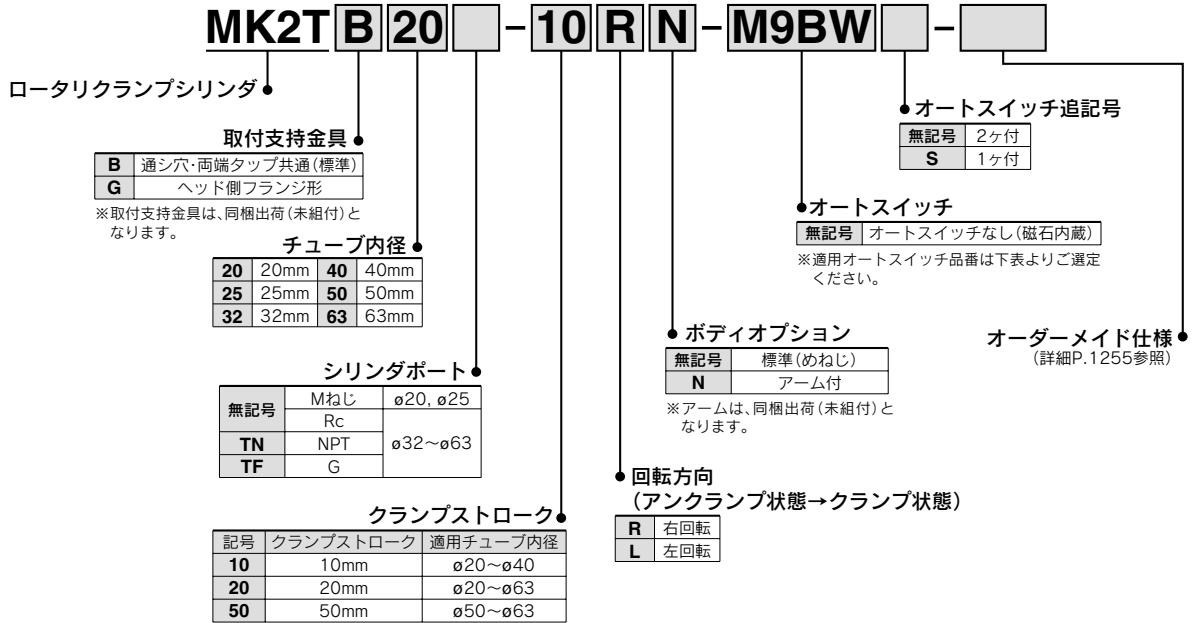 MK2T B 20 - 10 R N - M9BW -
ロータリクランプシリンダ
取付支持金具
B 通シ穴・両端タップ共通(標準)
G ヘッド側フランジ形
※取付支持金具は、同梱出荷(未組付)と
なります。
チューブ内径
20 20mm 40 40mm
25 25mm 50 50mm
32 32mm 63 63mm
シリンダポート
無記号 Mねじ ø20, ø25
Rc
TN NPT ø32~ø63
TF G
クランプストローク
記号 クランプストローク 適用チューブ内径
10 10mm ø20~ø40
20 20mm ø20~ø63
50 50mm ø50~ø63
回転方向
(アンクランプ状態→クランプ状態)
R 右回転
L 左回転
ボディオプション
無記号 標準(めねじ)
N アーム付
※アームは、同梱出荷(未組付)と
なります。
オートスイッチ
無記号 オートスイッチなし(磁石内蔵)
※適用オートスイッチ品番は下表よりご選定
ください。
オートスイッチ追記号
無記号 2ヶ付
S 1ヶ付
オーダーメイド仕様
(詳細P.1255参照)